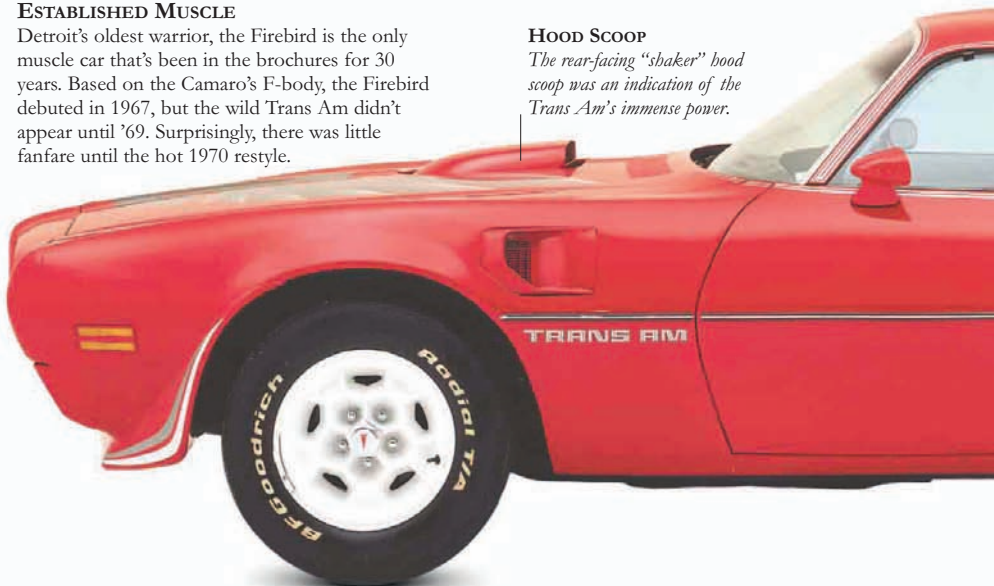 ESTABLISHED MUSCLE
Detroit’s oldest warrior, the Firebird is the only
muscle car that’s been in the brochures for 30
years. Based on the Camaro’s F-body, the Firebird
debuted in 1967, but the wild Trans Am didn’t
appear until ’69. Surprisingly, there was little
fanfare until the hot 1970 restyle.
HOOD SCOOP
The rear-facing “shaker” hood
scoop was an indication of the
Trans Am’s immense power.
TRANS AM
BFGoodrich
Radial T/A